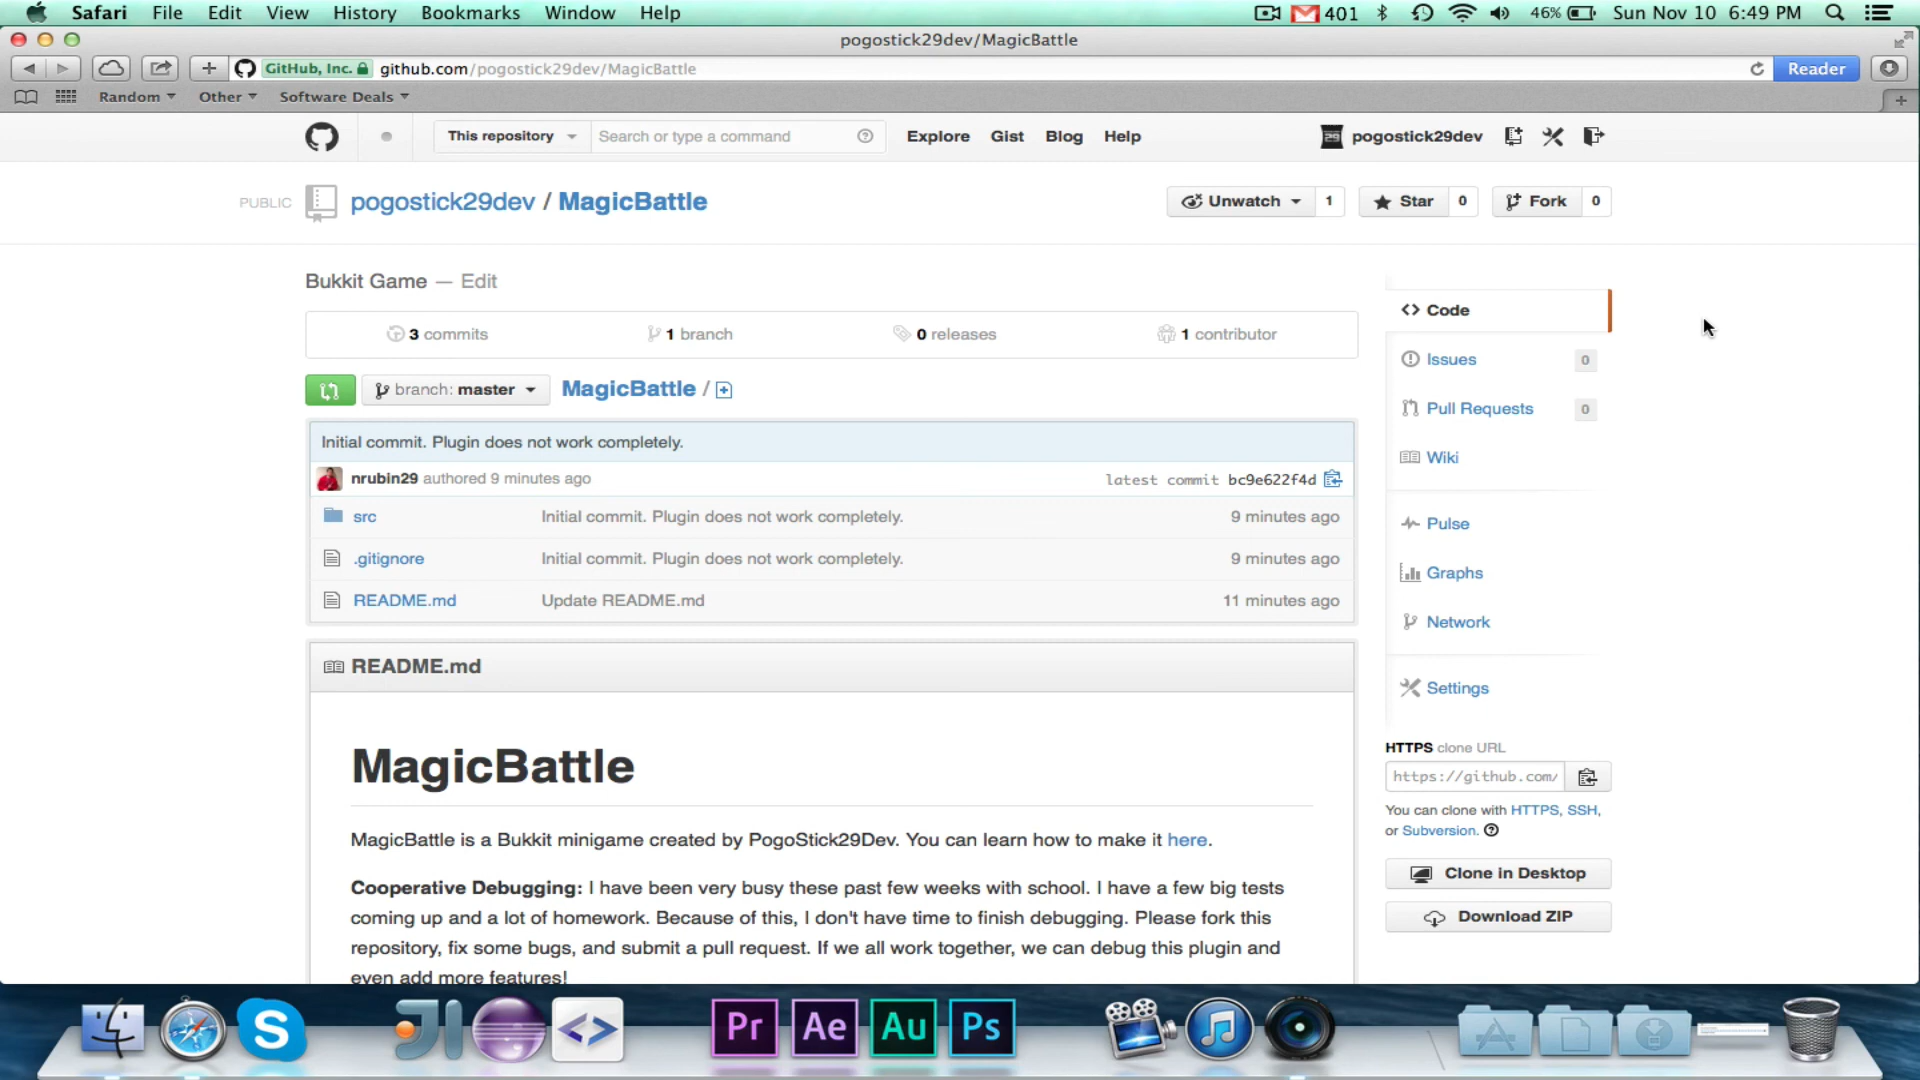 Safari File Edit View History Bookmarks Window Help 401 46% Sun Nov 10 6:49 PM
pogostick29dev/MagicBattle
GitHub, Inc. github.com/pogostick29dev/MagicBattle Reader
Random Other Software Deals
This repository Search or type a command Explore Gist Blog Help 29 pogostick29dev
PUBLIC pogostick29dev / MagicBattle Unwatch 1 Star 0 Fork 0
Bukkit Game — Edit
3 commits 1 branch 0 releases 1 contributor
branch: master MagicBattle /
Initial commit. Plugin does not work completely.
nrubin29 authored 9 minutes ago latest commit bc9e622f4d
src Initial commit. Plugin does not work completely. 9 minutes ago
.gitignore Initial commit. Plugin does not work completely. 9 minutes ago
README.md Update README.md 11 minutes ago
README.md
MagicBattle
MagicBattle is a Bukkit minigame created by PogoStick29Dev. You can learn how to make it here.
Cooperative Debugging: I have been very busy these past few weeks with school. I have a few big tests
coming up and a lot of homework. Because of this, I don't have time to finish debugging. Please fork this
repository, fix some bugs, and submit a pull request. If we all work together, we can debug this plugin and
even add more features!
Code
Issues 0
Pull Requests 0
Wiki
Pulse
Graphs
Network
Settings
HTTPS clone URL
https://github.com/
You can clone with HTTPS, SSH,
or Subversion.
Clone in Desktop
Download ZIP
S Pr Ae Au Ps